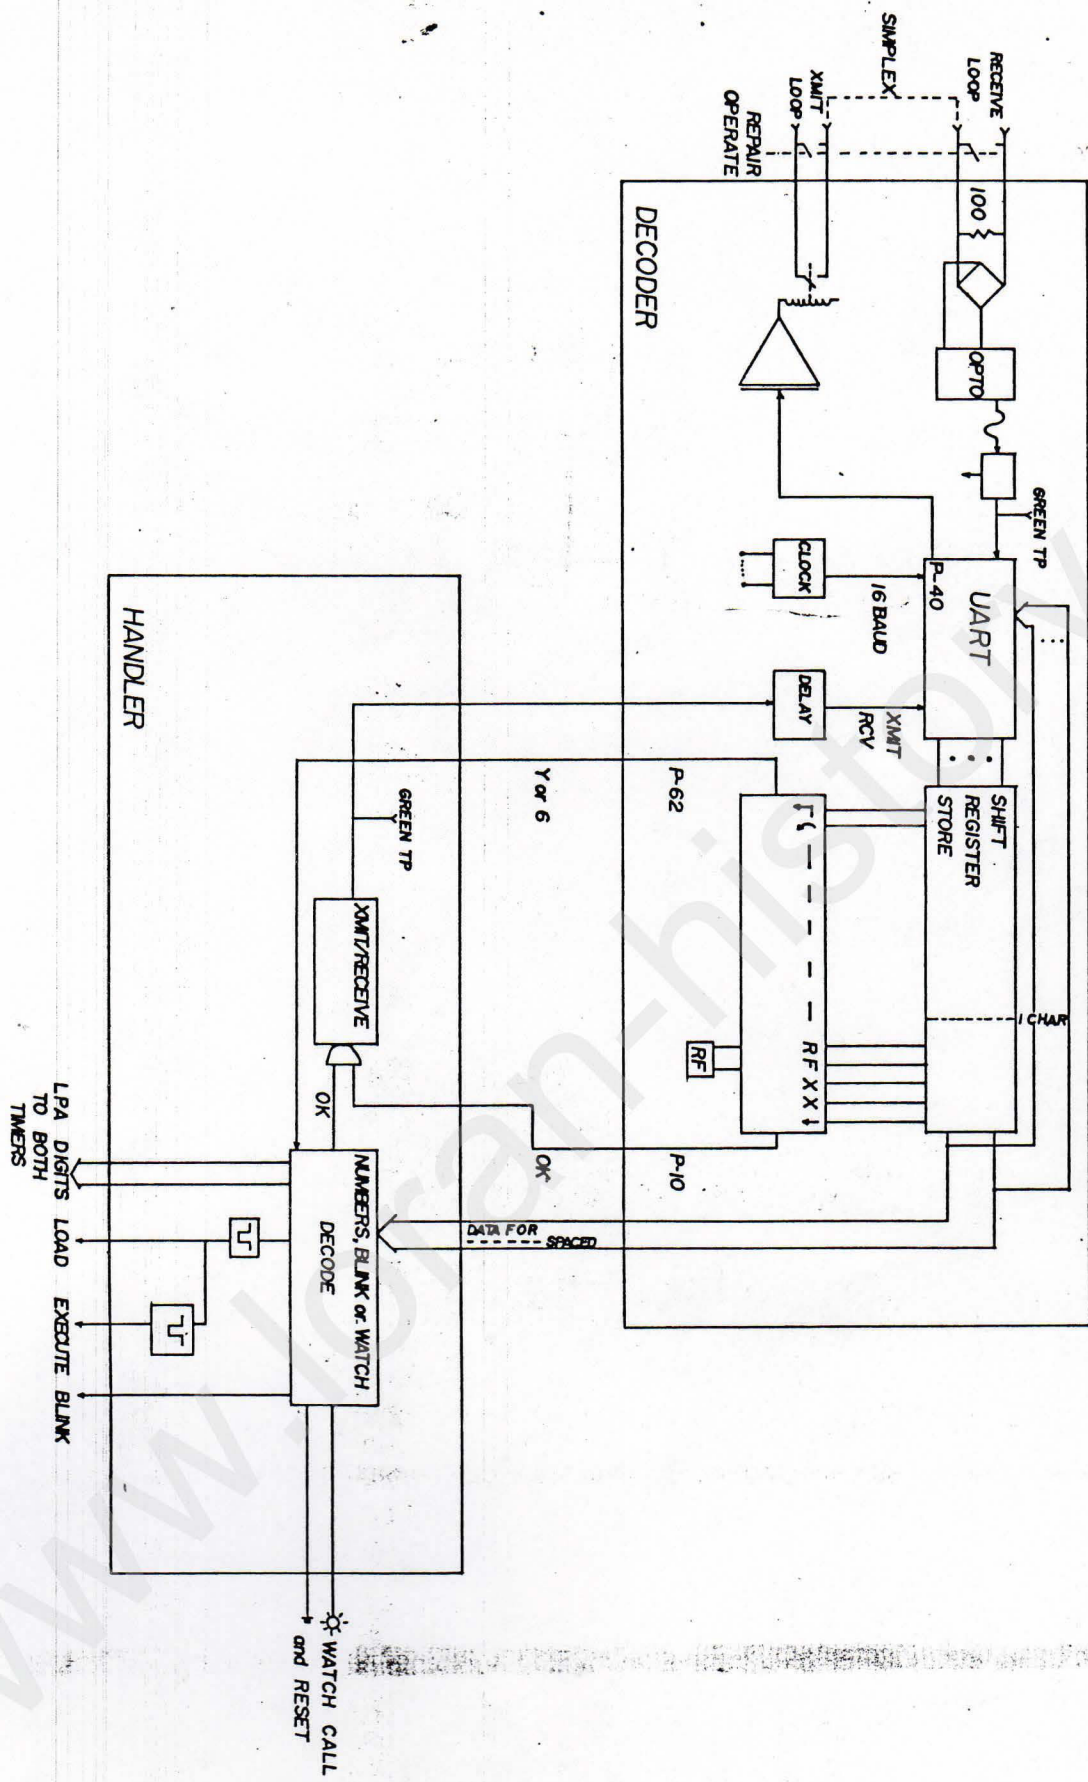 RECEIVE
LOOP
SIMPLEX
XMIT
LOOP
REPAIR
OPERATE
DECODER
100
OPTO
GREEN TP
UART
P-40
CLOCK
16 BAUD
DELAY
XMIT
RCV
SHIFT
REGISTER
STORE
1 CHAR
R F X X
RF
P-62
Y or 6
P-10
OK
DATA FOR
SPACED
HANDLER
GREEN TP
XMIT/RECEIVE
OK
NUMBERS, BLINK or WATCH
DECODE
LPA DIGITS
TO BOTH
TIMERS
LOAD
EXECUTE
BLINK
WATCH CALL
and RESET
www.loran-history